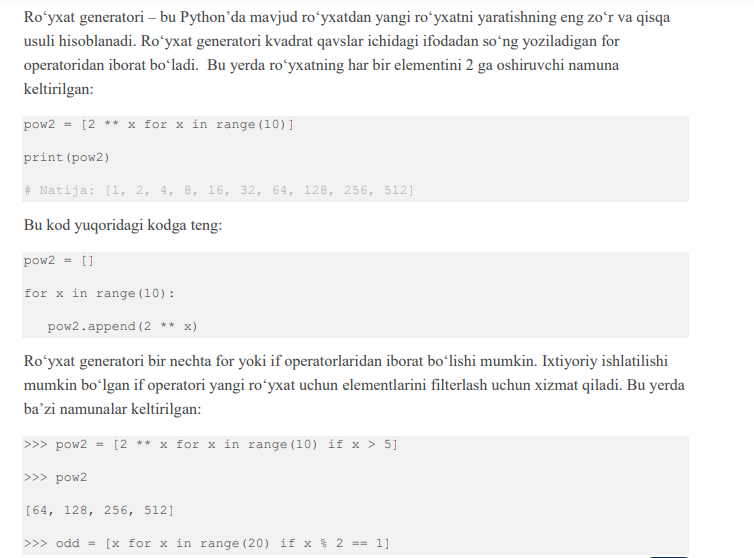 Ro‘yxat generatori – bu Python’da mavjud ro‘yxatdan yangi ro‘yxatni yaratishning eng zo‘r va qisqa
usuli hisoblanadi. Ro‘yxat generatori kvadrat qavslar ichidagi ifodadan so‘ng yoziladigan for
operatoridan iborat bo‘ladi. Bu yerda ro‘yxatning har bir elementini 2 ga oshiruvchi namuna
keltirilgan:
pow2 = [2 ** x for x in range(10)]
print(pow2)
# Natija: [1, 2, 4, 8, 16, 32, 64, 128, 256, 512]
Bu kod yuqoridagi kodga teng:
pow2 = []
for x in range(10):
   pow2.append(2 ** x)
Ro‘yxat generatori bir nechta for yoki if operatorlaridan iborat bo‘lishi mumkin. Ixtiyoriy ishlatilishi
mumkin bo‘lgan if operatori yangi ro‘yxat uchun elementlarini filterlash uchun xizmat qiladi. Bu yerda
ba’zi namunalar keltirilgan:
>>> pow2 = [2 ** x for x in range(10) if x > 5]
>>> pow2
[64, 128, 256, 512]
>>> odd = [x for x in range(20) if x % 2 == 1]